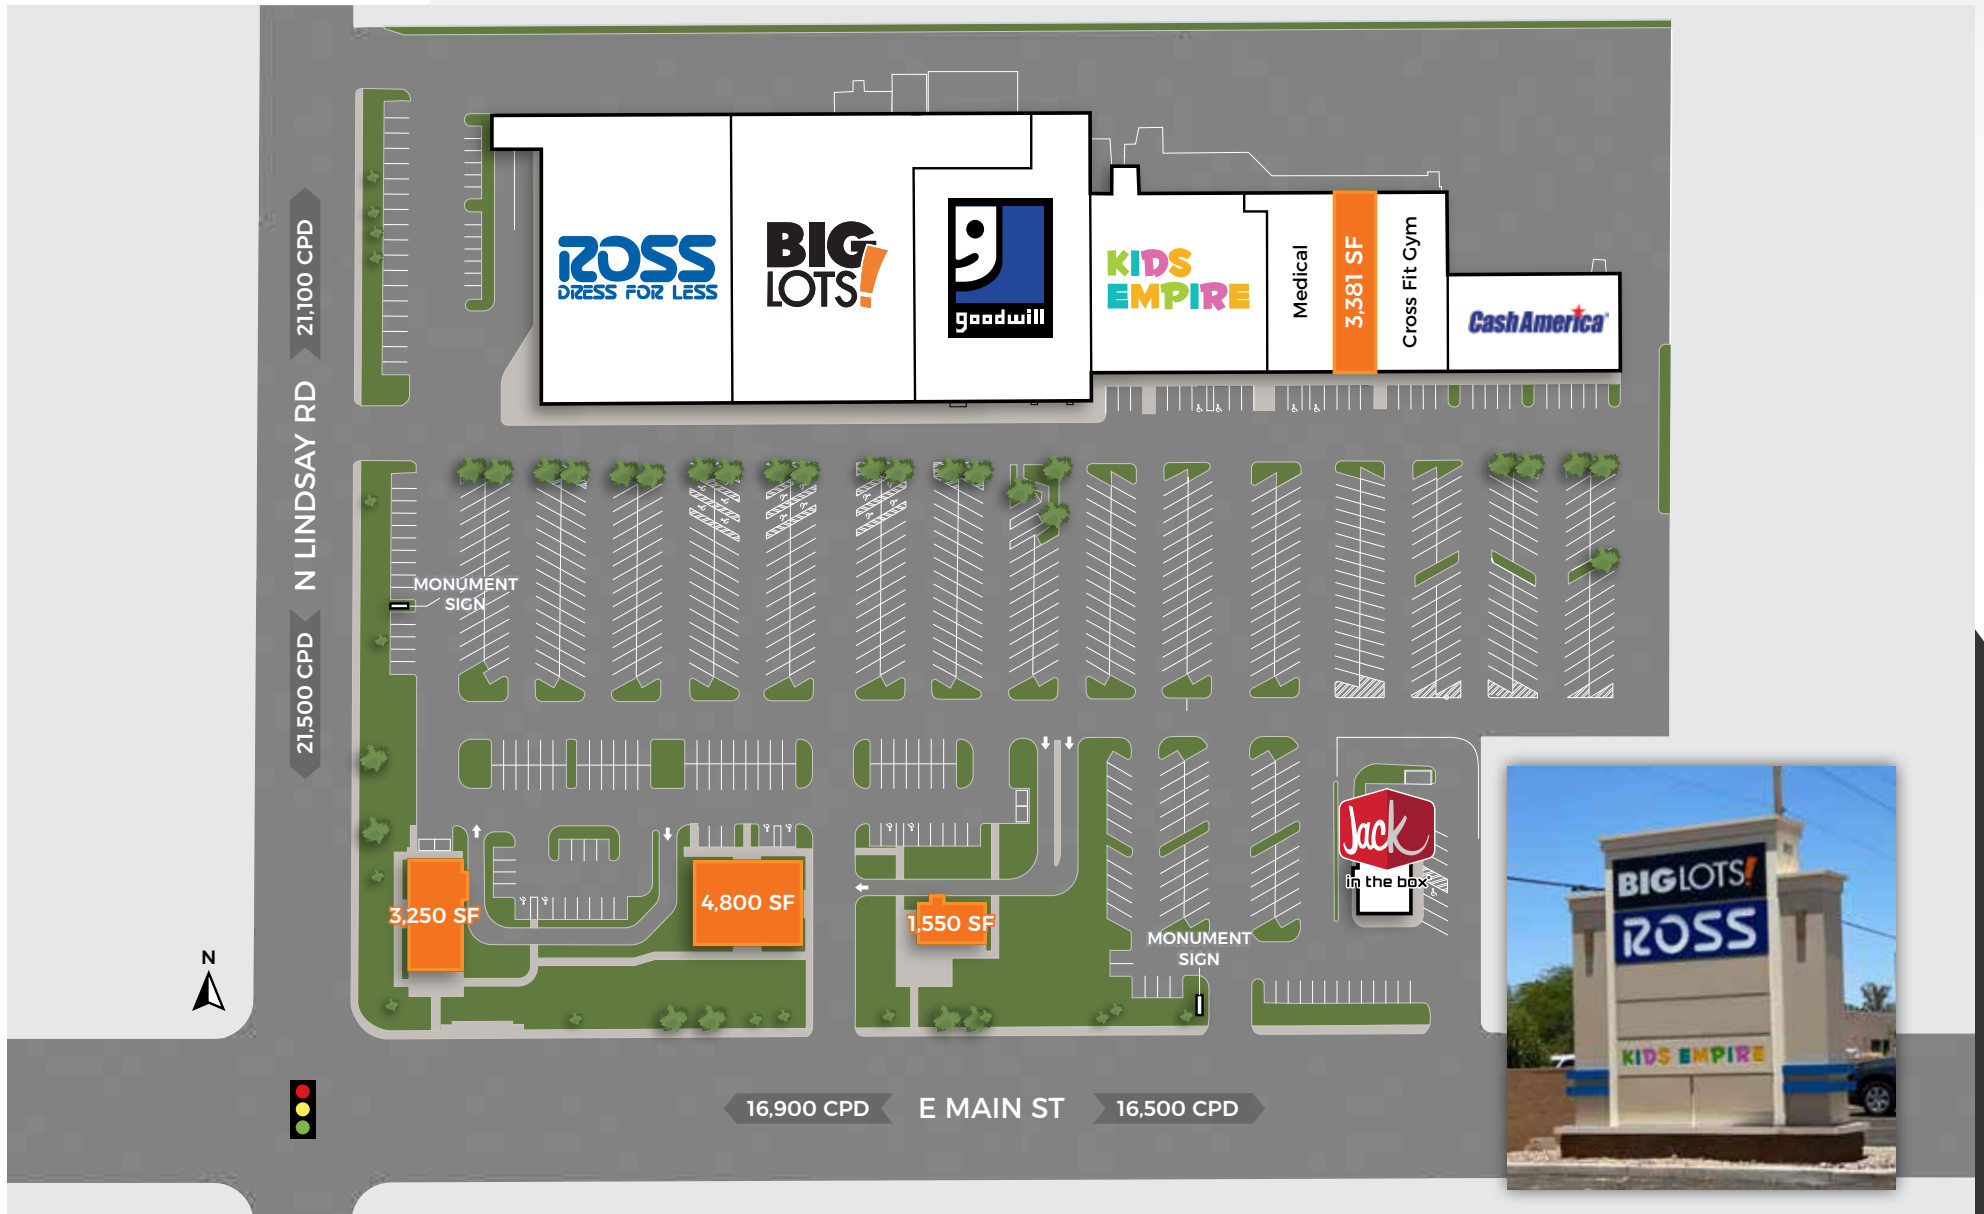 21,100 CPD
N LINDSAY RD
21,500 CPD
ROSS
DRESS FOR LESS
BIG
LOTS!
goodwill
KIDS
EMPIRE
Medical
3,381 SF
Cross Fit Gym
Cash America
MONUMENT
SIGN
3,250 SF
4,800 SF
1,550 SF
MONUMENT
SIGN
Jack
in the box
N
16,900 CPD
E MAIN ST
16,500 CPD
BIG LOTS!
ROSS
KIDS EMPIRE